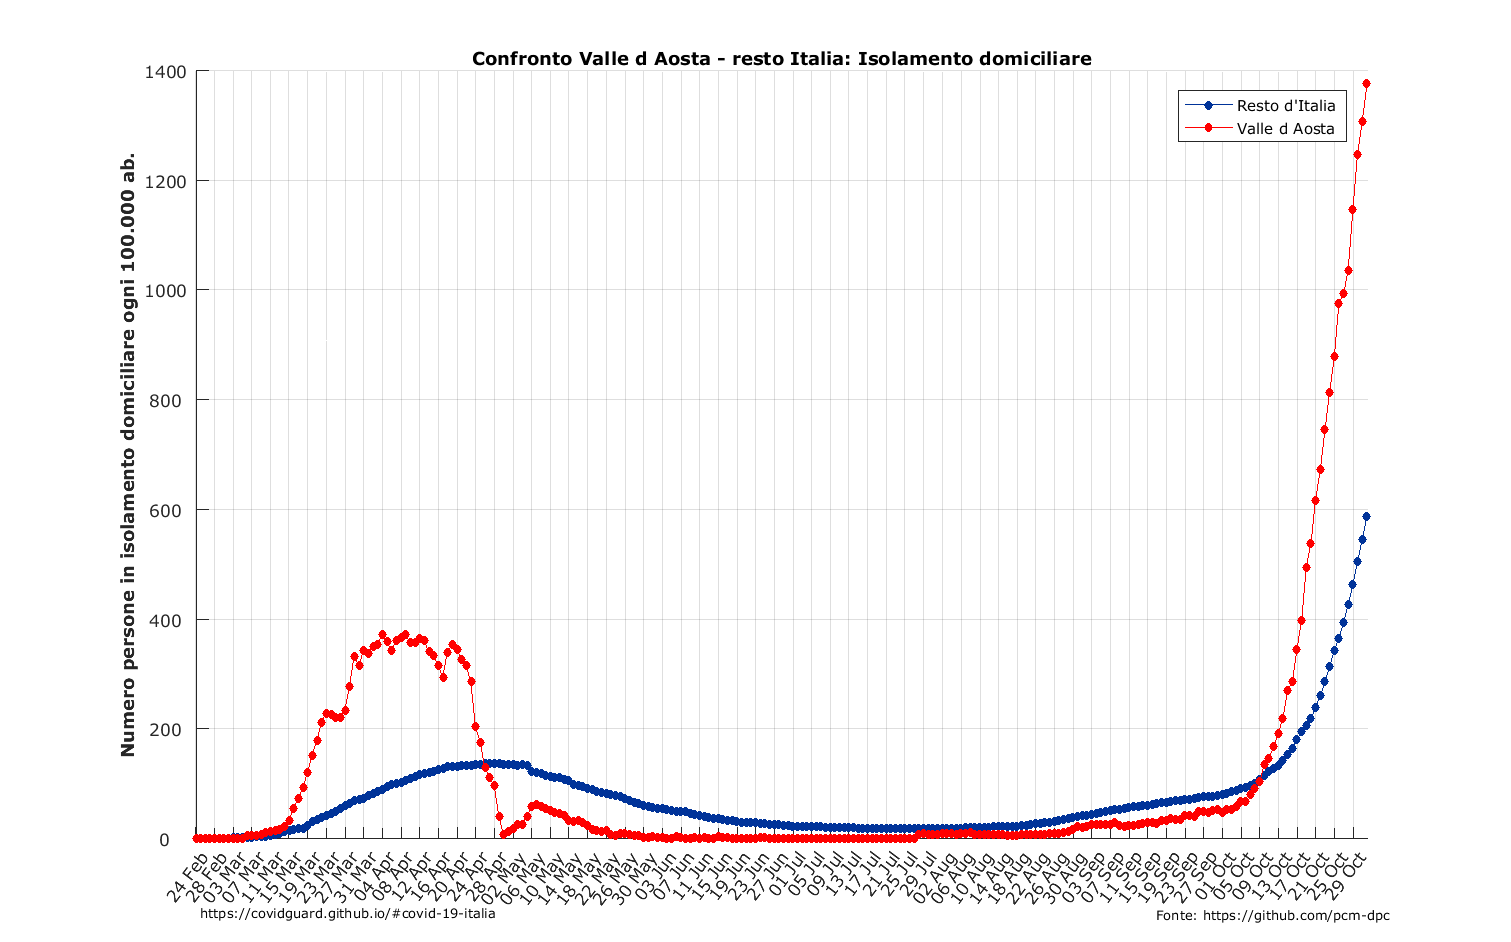 Confronto Valle d Aosta - resto Italia: Isolamento domiciliare
Numero persone in isolamento domiciliare ogni 100.000 ab.
1400
1200
1000
800
600
400
200
0
Resto d'Italia
Valle d Aosta
24 Feb
28 Feb
03 Mar
07 Mar
11 Mar
15 Mar
19 Mar
23 Mar
27 Mar
31 Mar
04 Apr
08 Apr
12 Apr
16 Apr
20 Apr
24 Apr
28 Apr
02 May
06 May
10 May
14 May
18 May
22 May
26 May
30 May
03 Jun
07 Jun
11 Jun
15 Jun
19 Jun
23 Jun
27 Jun
01 Jul
05 Jul
09 Jul
13 Jul
17 Jul
21 Jul
25 Jul
29 Jul
02 Aug
06 Aug
10 Aug
14 Aug
18 Aug
22 Aug
26 Aug
30 Aug
03 Sep
07 Sep
11 Sep
15 Sep
19 Sep
23 Sep
27 Sep
01 Oct
05 Oct
09 Oct
13 Oct
17 Oct
21 Oct
25 Oct
29 Oct
https://covidguard.github.io/#covid-19-italia
Fonte: https://github.com/pcm-dpc